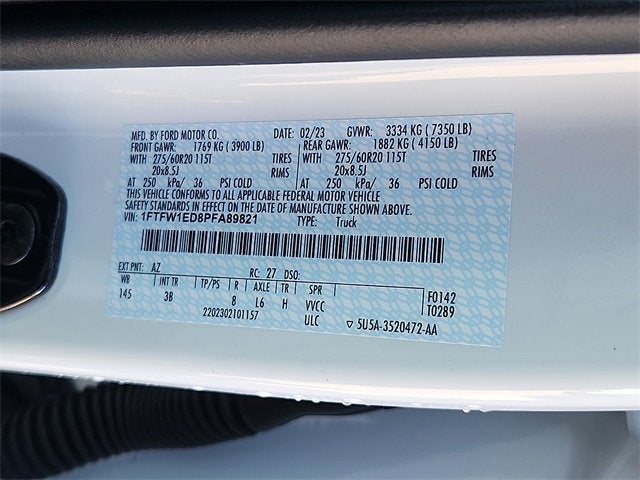 MFD. BY FORD MOTOR CO. DATE: 02/23 GVWR: 3334 KG ( 7350 LB)
FRONT GAWR: 1769 KG ( 3900 LB) REAR GAWR: 1882 KG ( 4150 LB)
WITH 275/60R20 115T TIRES WITH 275/60R20 115T TIRES
20x8.5J RIMS 20x8.5J RIMS
AT 250 kPa/ 36 PSI COLD AT 250 kPa/ 36 PSI COLD
THIS VEHICLE CONFORMS TO ALL APPLICABLE FEDERAL MOTOR VEHICLE
SAFETY STANDARDS IN EFFECT ON THE DATE OF MANUFACTURE SHOWN ABOVE.
VIN: 1FTFW1ED8PFA89821 TYPE: Truck
EXT PNT: AZ RC: 27 DSO:
WB INT TR TP/PS R AXLE TR SPR F0142
145 3B 8 L6 H VVCC T0289
2202302101157 ULC ▽ 5U5A-3520472-AA